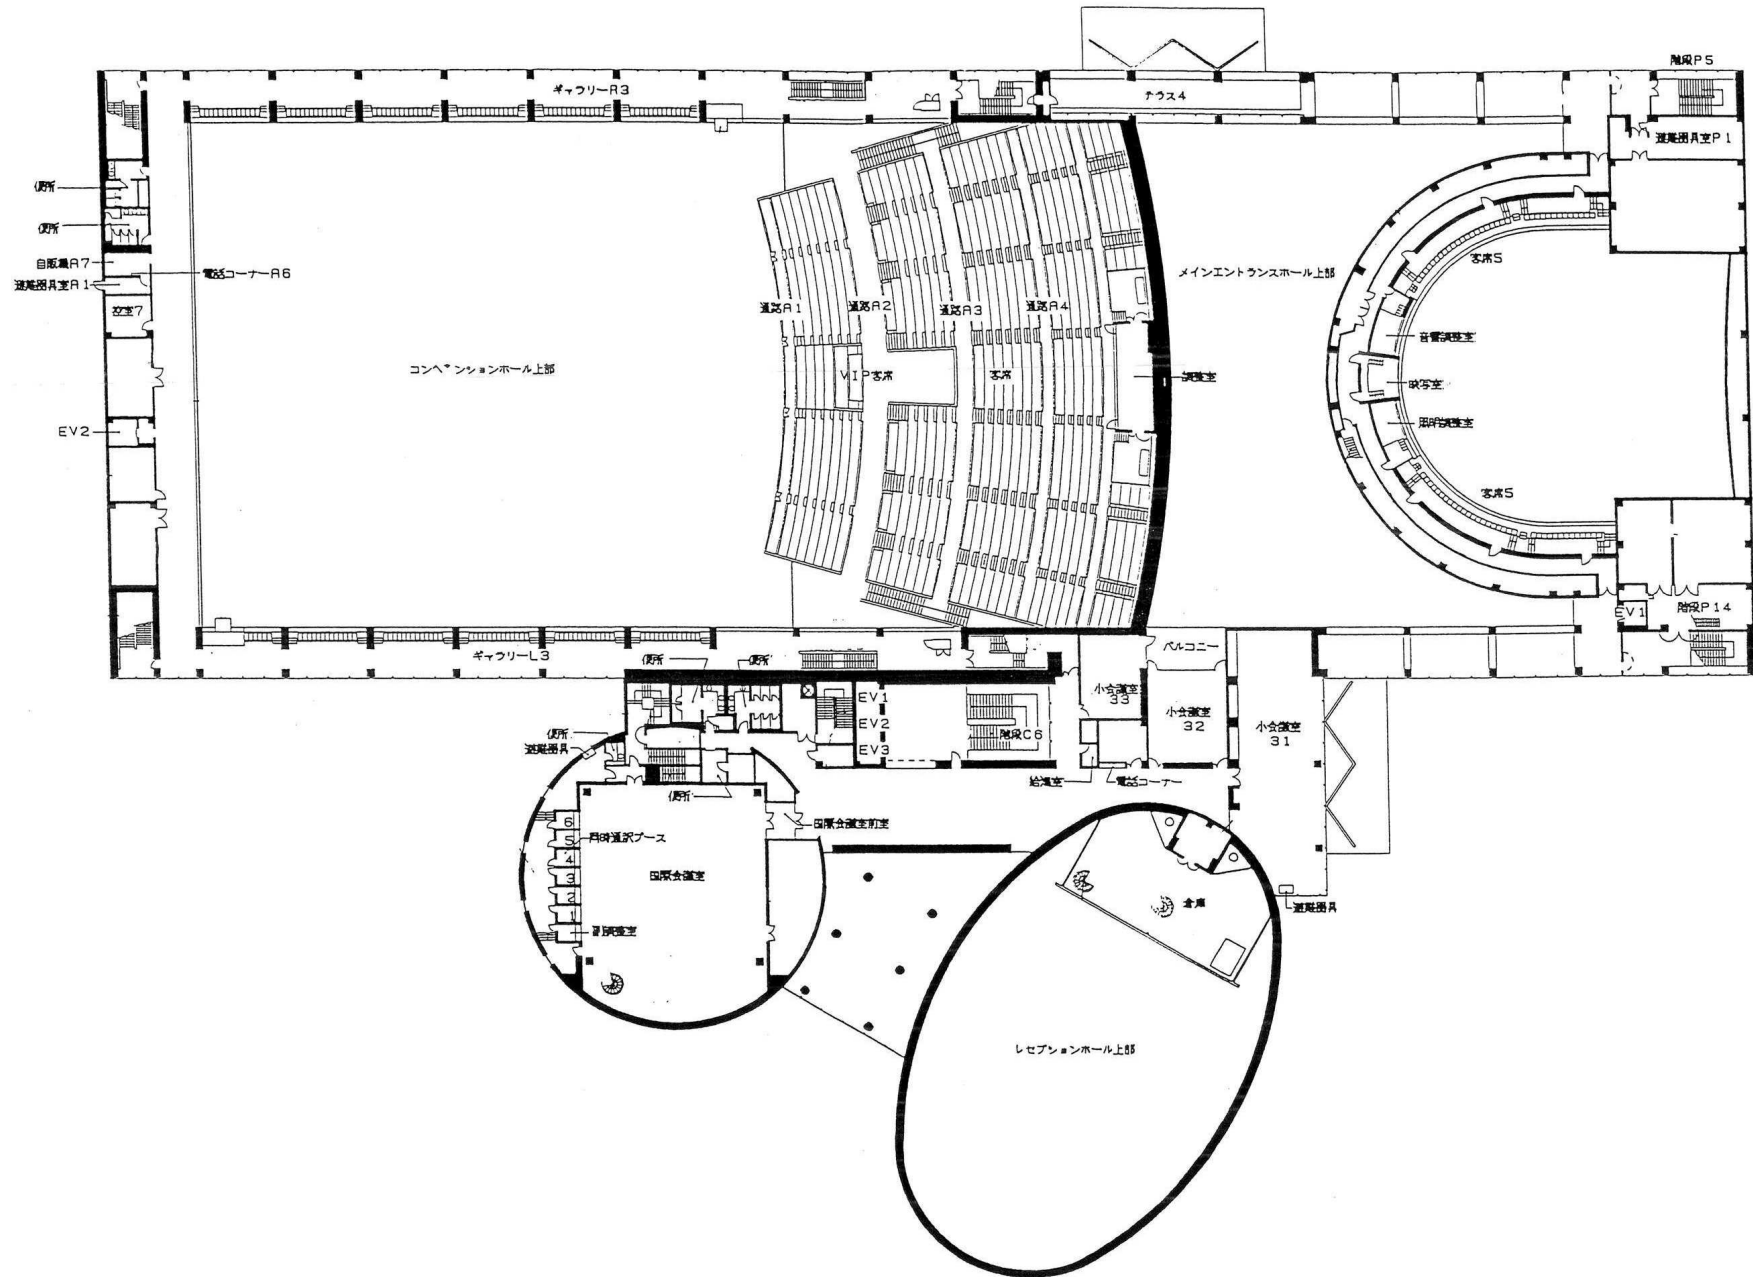 階段P5
ギャラリーR3
テラス4
避難器具室P1
便所
便所
自販機R7
電話コーナーR6
避難器具室R1
控室7
EV2
コンベンションホール上部
通路R1
通路R2
通路R3
通路R4
VIP客席
客席
調整室
メインエントランスホール上部
客席S
音響調整室
映写室
照明調整室
客席S
EV1
階段P14
ギャラリーL3
便所
便所
バルコニー
小会議室
33
小会議室
32
小会議室
31
EV1
EV2
EV3
階段C6
便所
避難器具
便所
給湯室
電話コーナー
国際会議室前室
6
5
4
3
2
1
同時通訳ブース
国際会議室
副調整室
倉庫
避難器具
レセプションホール上部